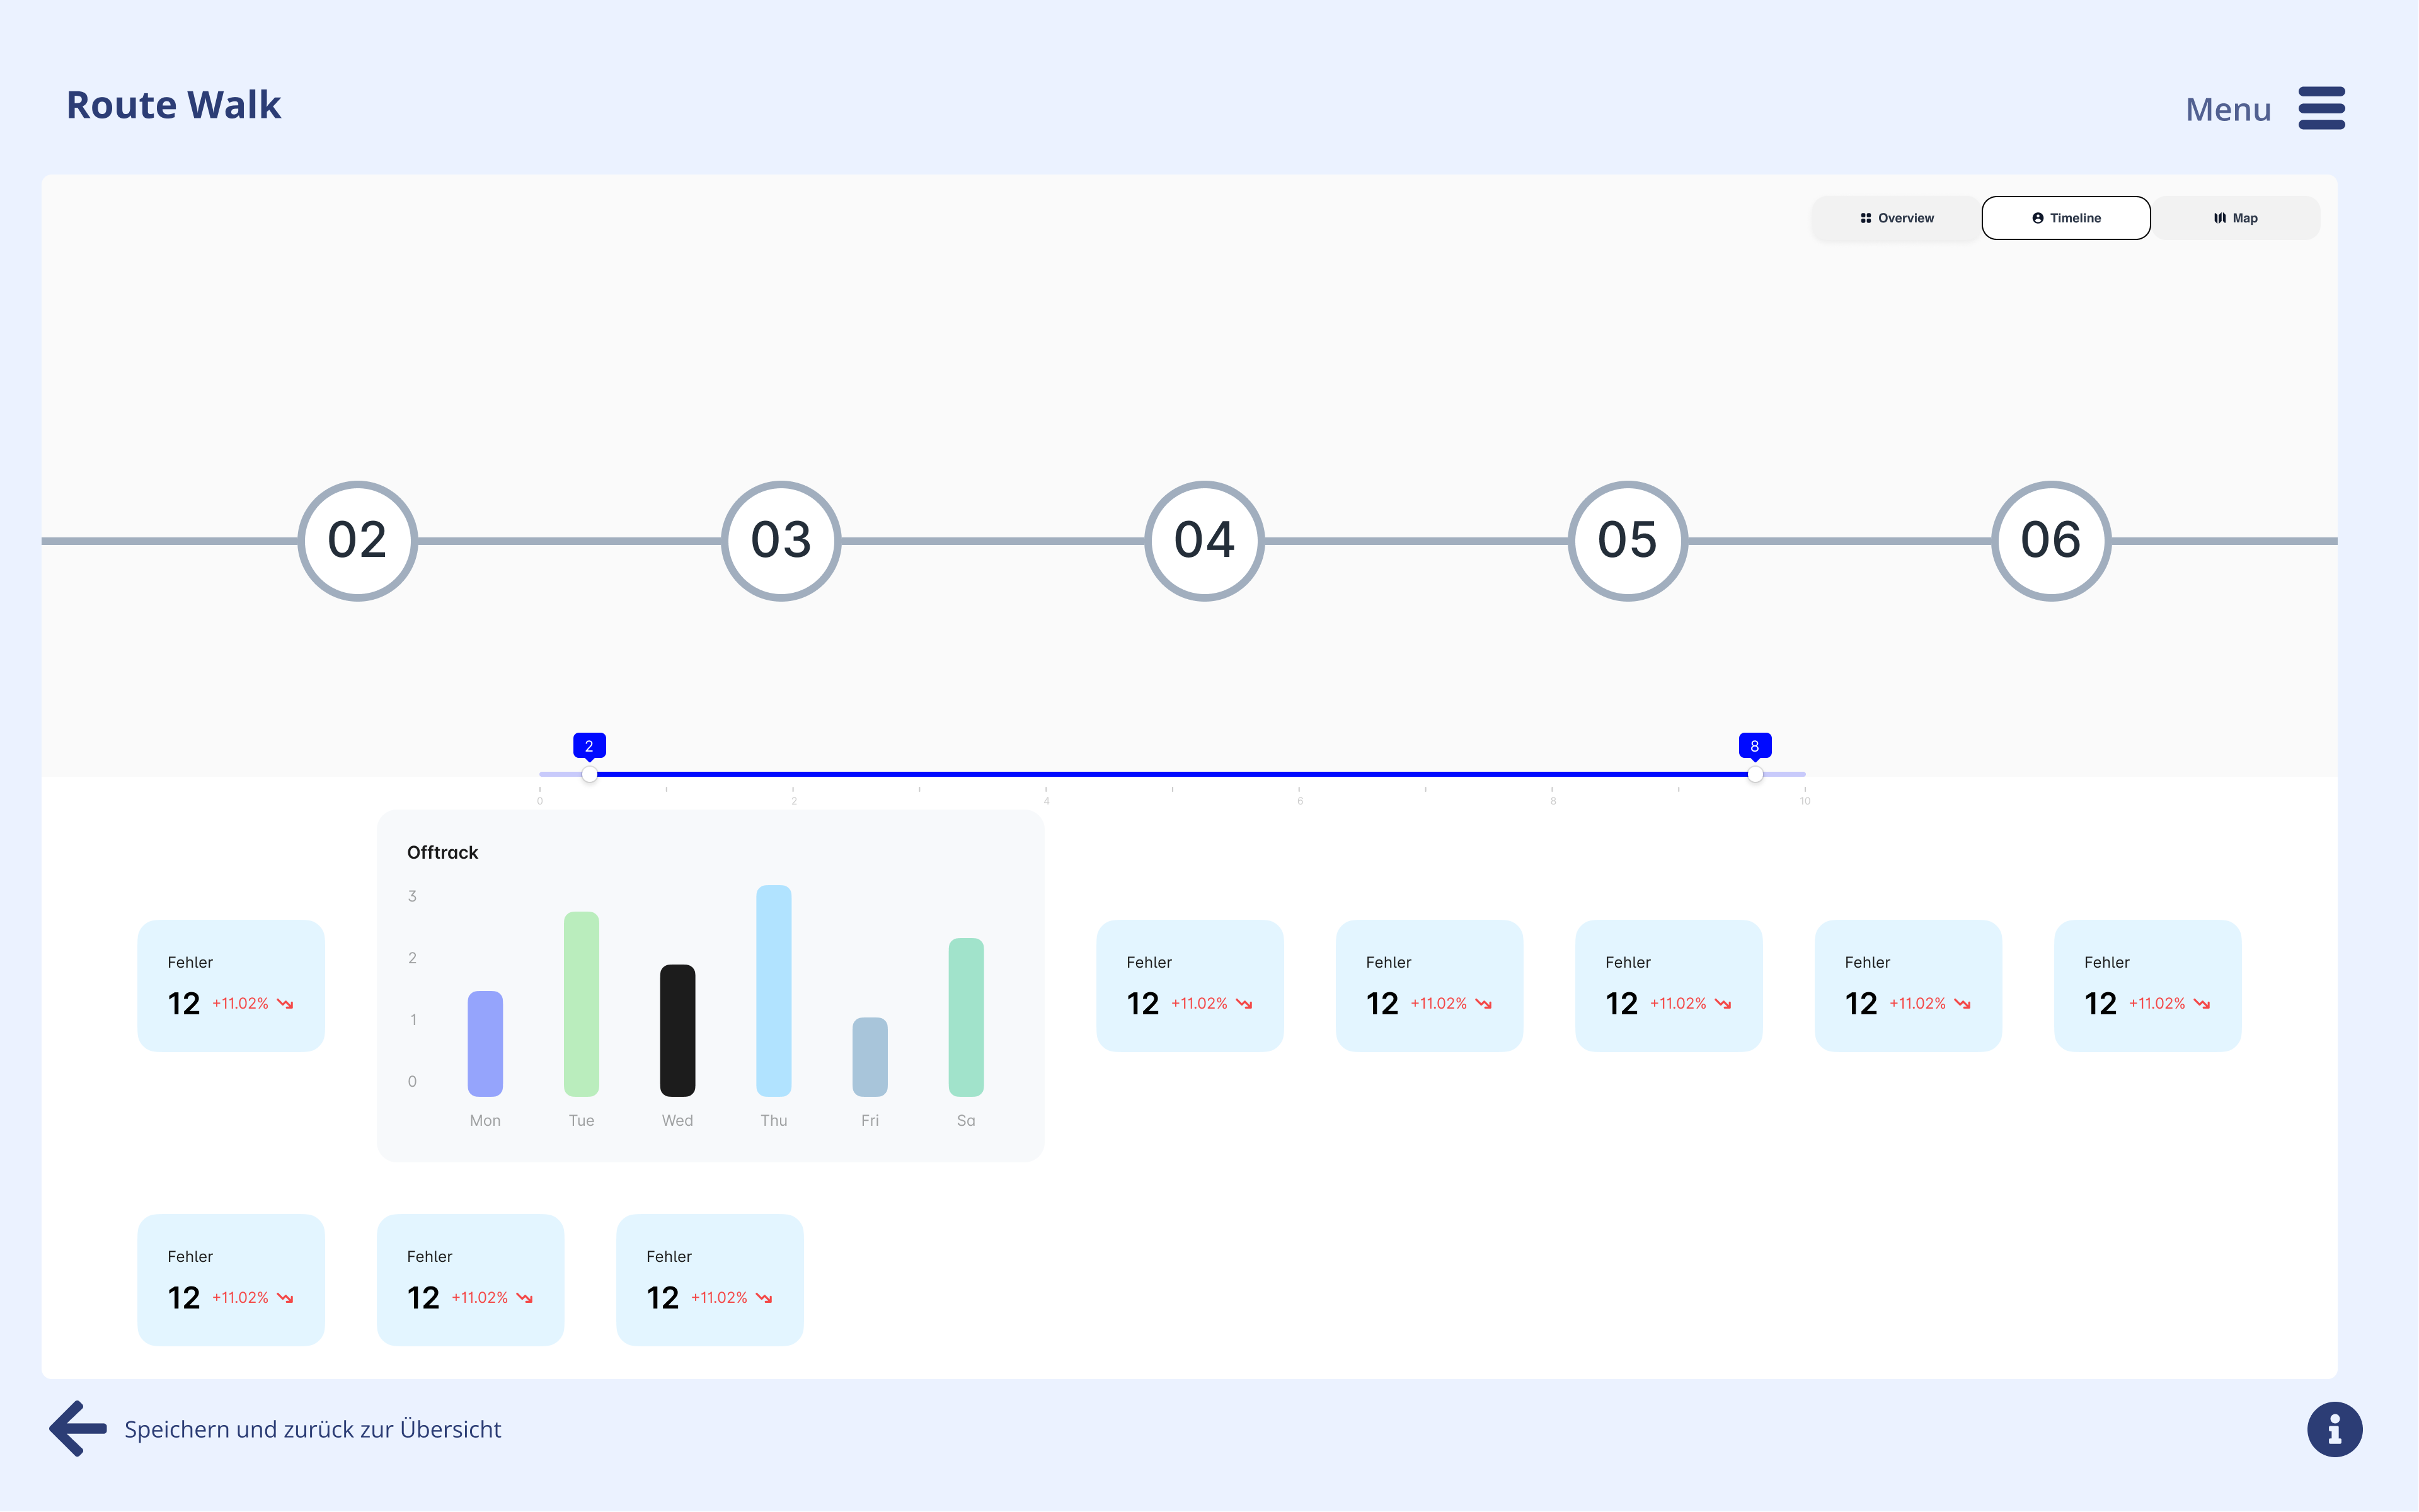 Route Walk
Menu
Overview
Timeline
Map
02 03 04 05 06
2 8
0 2 4 6 8 10
Offtrack
3
2
1
0
Mon Tue Wed Thu Fri Sa
Fehler
12 +11.02%
Fehler
12 +11.02%
Fehler
12 +11.02%
Fehler
12 +11.02%
Fehler
12 +11.02%
Fehler
12 +11.02%
Fehler
12 +11.02%
Fehler
12 +11.02%
Fehler
12 +11.02%
Speichern und zurück zur Übersicht